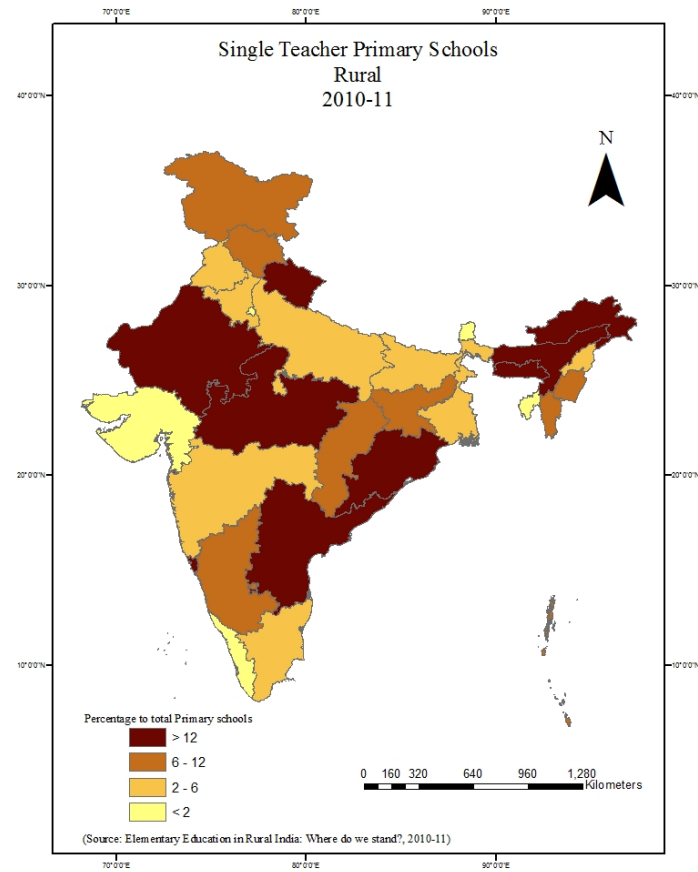 70°0'0"E 80°0'0"E 90°0'0"E
Single Teacher Primary Schools
Rural
2010-11
40°0'0"N 40°0'0"N
N
30°0'0"N 30°0'0"N
20°0'0"N 20°0'0"N
10°0'0"N 10°0'0"N
Percentage to total Primary schools
> 12
6 - 12
2 - 6
< 2
0 160 320 640 960 1,280
Kilometers
(Source: Elementary Education in Rural India: Where do we stand?, 2010-11)
70°0'0"E 80°0'0"E 90°0'0"E